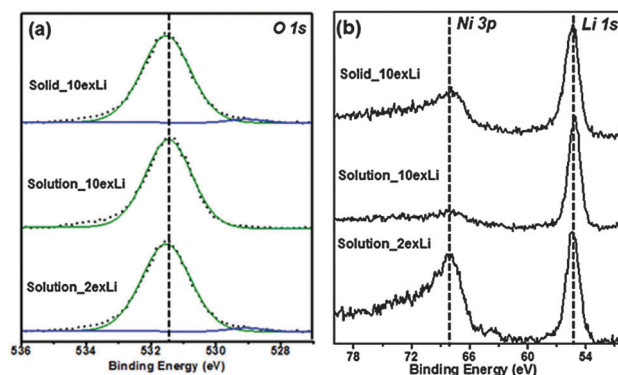 (a)
O 1s
Solid_10exLi
Solution_10exLi
Solution_2exLi
536 534 532 530 528
Binding Energy (eV)
(b)
Ni 3p Li 1s
Solid_10exLi
Solution_10exLi
Solution_2exLi
78 72 66 60 54
Binding Energy (eV)